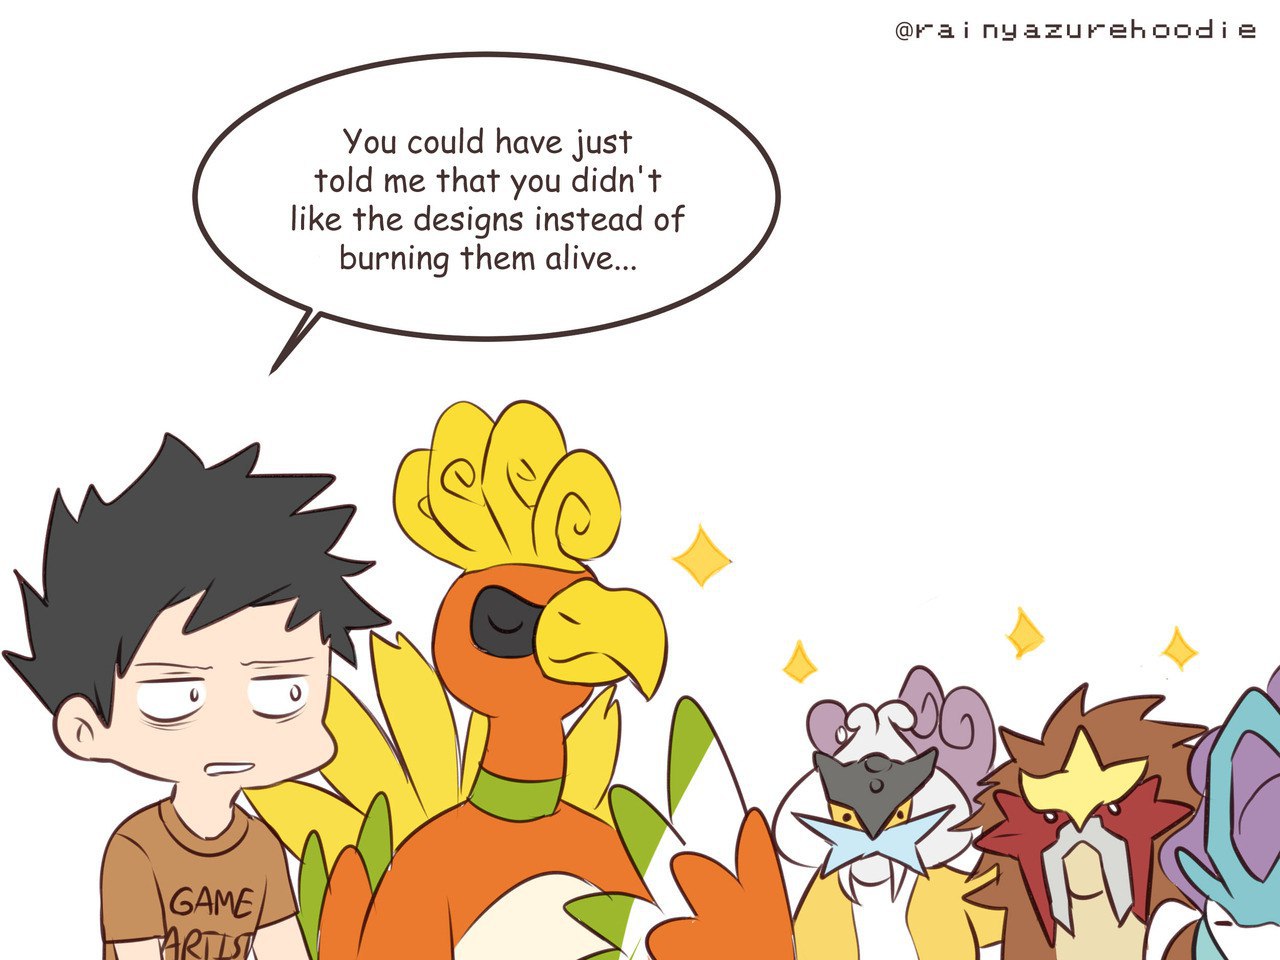 @rainyazurehoodie
You could have just
told me that you didn't
like the designs instead of
burning them alive...
GAME
ARTIST